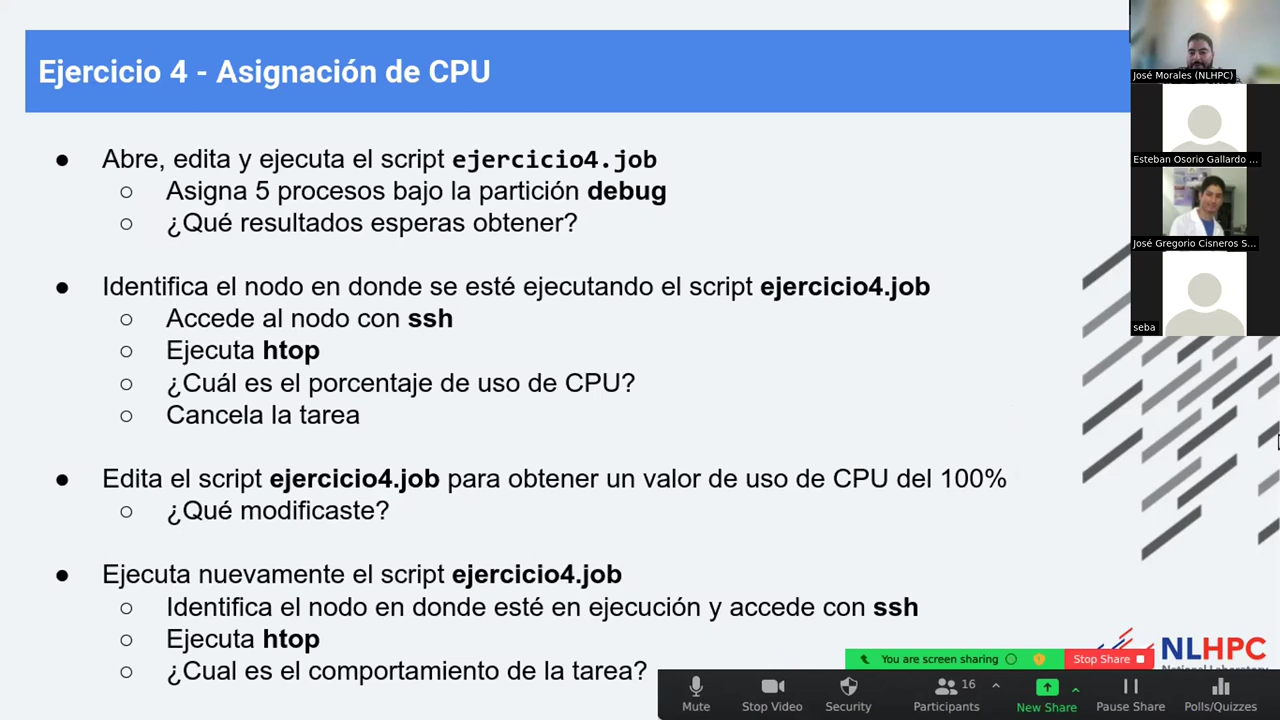 Ejercicio 4 - Asignación de CPU
● Abre, edita y ejecuta el script ejercicio4.job
○ Asigna 5 procesos bajo la partición debug
○ ¿Qué resultados esperas obtener?
● Identifica el nodo en donde se esté ejecutando el script ejercicio4.job
○ Accede al nodo con ssh
○ Ejecuta htop
○ ¿Cuál es el porcentaje de uso de CPU?
○ Cancela la tarea
● Edita el script ejercicio4.job para obtener un valor de uso de CPU del 100%
○ ¿Qué modificaste?
● Ejecuta nuevamente el script ejercicio4.job
○ Identifica el nodo en donde esté en ejecución y accede con ssh
○ Ejecuta htop
○ ¿Cual es el comportamiento de la tarea?
José Morales (NLHPC)
Esteban Osorio Gallardo ...
José Gregorio Cisneros S...
seba
NLHPC
You are screen sharing
Stop Share
Mute
Stop Video
Security
Participants
16
New Share
Pause Share
Polls/Quizzes